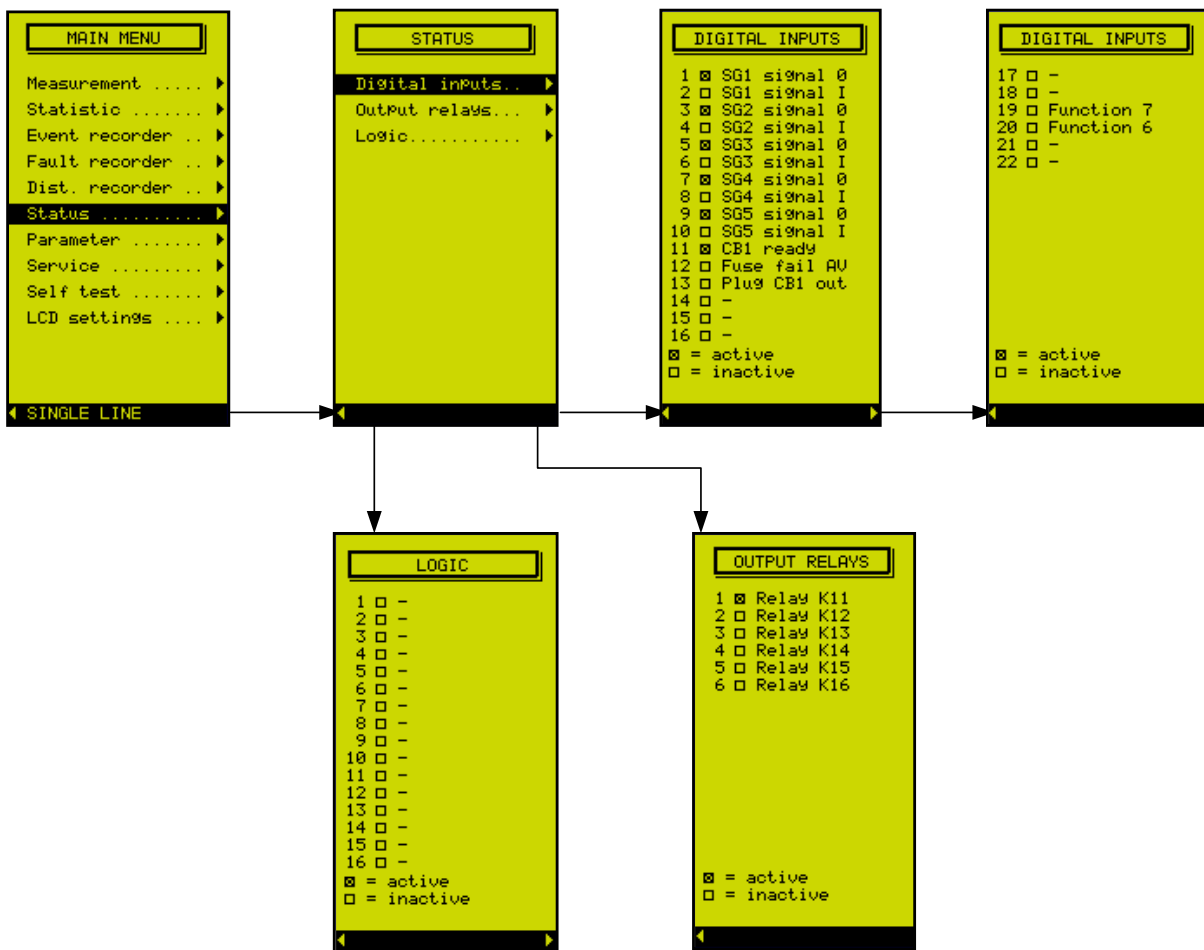 MAIN MENU
Measurement ..... ▶
Statistic ....... ▶
Event recorder .. ▶
Fault recorder .. ▶
Dist. recorder .. ▶
Status .......... ▶
Parameter ....... ▶
Service ......... ▶
Self test ....... ▶
LCD settings .... ▶
◀ SINGLE LINE
STATUS
Digital inputs.. ▶
Output relays... ▶
Logic........... ▶
DIGITAL INPUTS
1 ☒ SG1 signal 0
2 ☐ SG1 signal I
3 ☒ SG2 signal 0
4 ☐ SG2 signal I
5 ☒ SG3 signal 0
6 ☐ SG3 signal I
7 ☒ SG4 signal 0
8 ☐ SG4 signal I
9 ☒ SG5 signal 0
10 ☐ SG5 signal I
11 ☒ CB1 ready
12 ☐ Fuse fail AV
13 ☐ Plug CB1 out
14 ☐ -
15 ☐ -
16 ☐ -
☒ = active
☐ = inactive
DIGITAL INPUTS
17 ☐ -
18 ☐ -
19 ☐ Function 7
20 ☐ Function 6
21 ☐ -
22 ☐ -
☒ = active
☐ = inactive
LOGIC
1 ☐ -
2 ☐ -
3 ☐ -
4 ☐ -
5 ☐ -
6 ☐ -
7 ☐ -
8 ☐ -
9 ☐ -
10 ☐ -
11 ☐ -
12 ☐ -
13 ☐ -
14 ☐ -
15 ☐ -
16 ☐ -
☒ = active
☐ = inactive
OUTPUT RELAYS
1 ☒ Relay K11
2 ☐ Relay K12
3 ☐ Relay K13
4 ☐ Relay K14
5 ☐ Relay K15
6 ☐ Relay K16
☒ = active
☐ = inactive